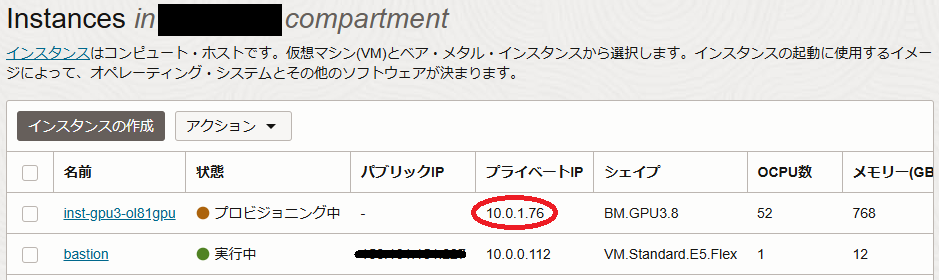 Instances in compartment
インスタンスはコンピュート・ホストです。仮想マシン(VM)とベア・メタル・インスタンスから選択します。インスタンスの起動に使用するイメー
ジによって、オペレーティング・システムとその他のソフトウェアが決まります。
インスタンスの作成 アクション
名前 状態 パブリックIP プライベートIP シェイプ OCPU数 メモリー(GB
inst-gpu3-ol81gpu プロビジョニング中 - 10.0.1.76 BM.GPU3.8 52 768
bastion 実行中 10.0.0.112 VM.Standard.E5.Flex 1 12